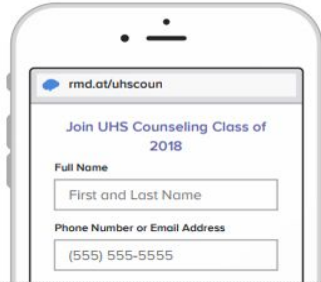 rmd.at/uhscoun
Join UHS Counseling Class of
2018
Full Name
First and Last Name
Phone Number or Email Address
(555) 555-5555